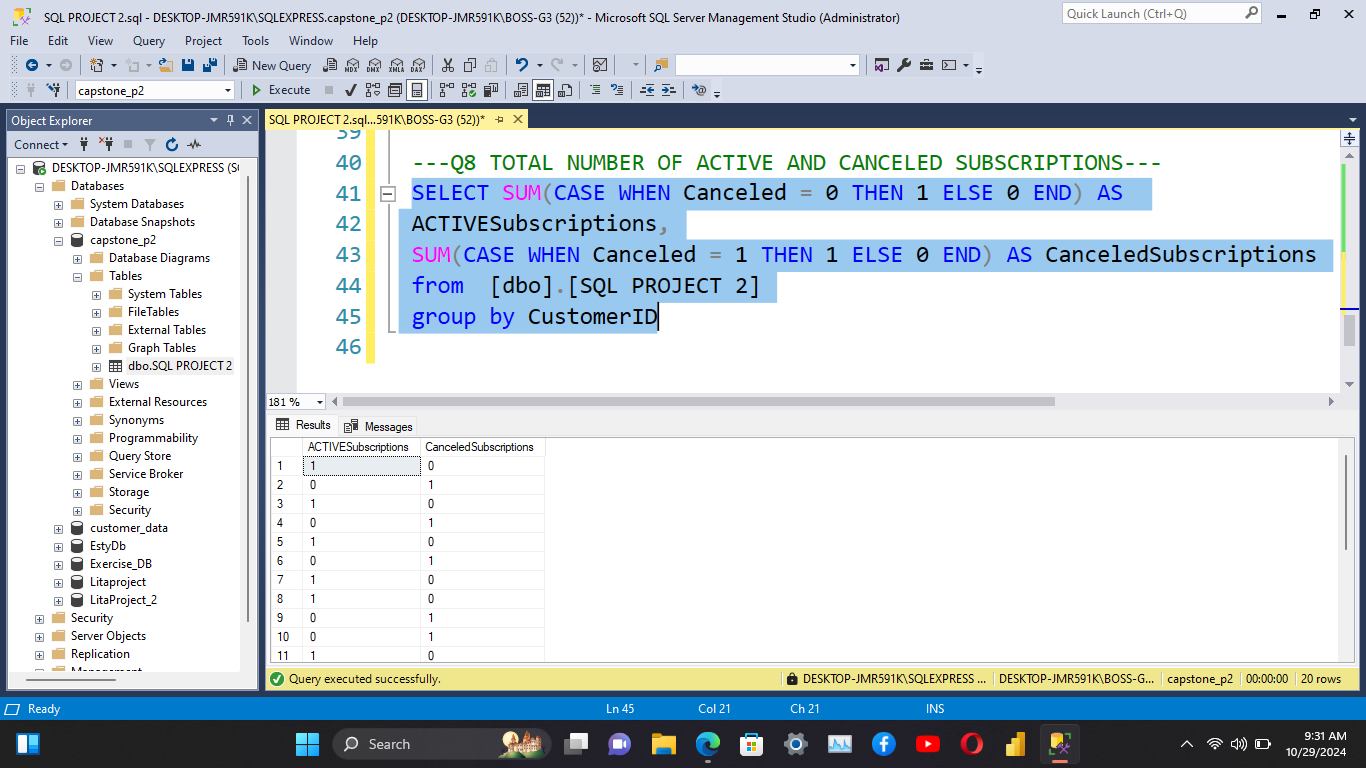 SQL PROJECT 2.sql - DESKTOP-JMR591K\SQLEXPRESS.capstone_p2 (DESKTOP-JMR591K\BOSS-G3 (52))* - Microsoft SQL Server Management Studio (Administrator)
Quick Launch (Ctrl+Q)
File Edit View Query Project Tools Window Help
New Query
MDX DMX XMLA DAX
capstone_p2
Execute
Object Explorer
Connect
DESKTOP-JMR591K\SQLEXPRESS (S
Databases
System Databases
Database Snapshots
capstone_p2
Database Diagrams
Tables
System Tables
FileTables
External Tables
Graph Tables
dbo.SQL PROJECT 2
Views
External Resources
Synonyms
Programmability
Query Store
Service Broker
Storage
Security
customer_data
EstyDb
Exercise_DB
Litaproject
LitaProject_2
Security
Server Objects
Replication
Management
SQL PROJECT 2.sql...591K\BOSS-G3 (52))*
39
40 ---Q8 TOTAL NUMBER OF ACTIVE AND CANCELED SUBSCRIPTIONS---
41 SELECT SUM(CASE WHEN Canceled = 0 THEN 1 ELSE 0 END) AS
42 ACTIVESubscriptions,
43 SUM(CASE WHEN Canceled = 1 THEN 1 ELSE 0 END) AS CanceledSubscriptions
44 from [dbo].[SQL PROJECT 2]
45 group by CustomerID
46
181 %
Results Messages
ACTIVESubscriptions CanceledSubscriptions
1 1 0
2 0 1
3 1 0
4 0 1
5 1 0
6 0 1
7 1 0
8 1 0
9 0 1
10 0 1
11 1 0
Query executed successfully.
DESKTOP-JMR591K\SQLEXPRESS ... DESKTOP-JMR591K\BOSS-G... capstone_p2 00:00:00 20 rows
Ready Ln 45 Col 21 Ch 21 INS
Search
9:31 AM
10/29/2024